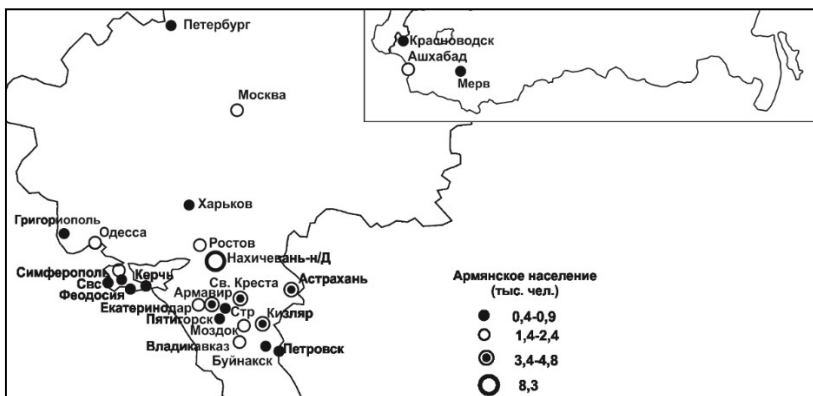 Петербург
Красноводск
Ашхабад
Мерв
Москва
Харьков
Григориополь
Одесса
Ростов
Нахичевань-н/Д
Симферополь
Керчь
Свс
Феодосия
Св. Креста
Астрахань
Армавир
Екатеринодар
Стр
Кизляр
Пятигорск
Моздок
Владикавказ
Буйнакск
Петровск
Армянское население
(тыс. чел.)
0,4-0,9
1,4-2,4
3,4-4,8
8,3